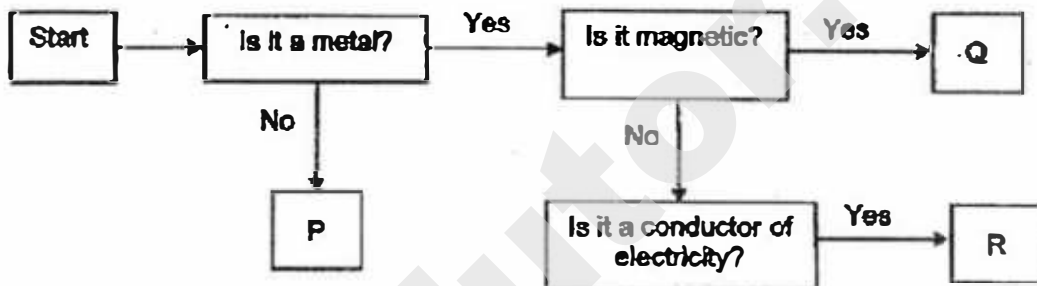 Start
Is it a metal?
Yes
Is it magnetic?
Yes
Q
No
No
P
Is it a conductor of
electricity?
Yes
R